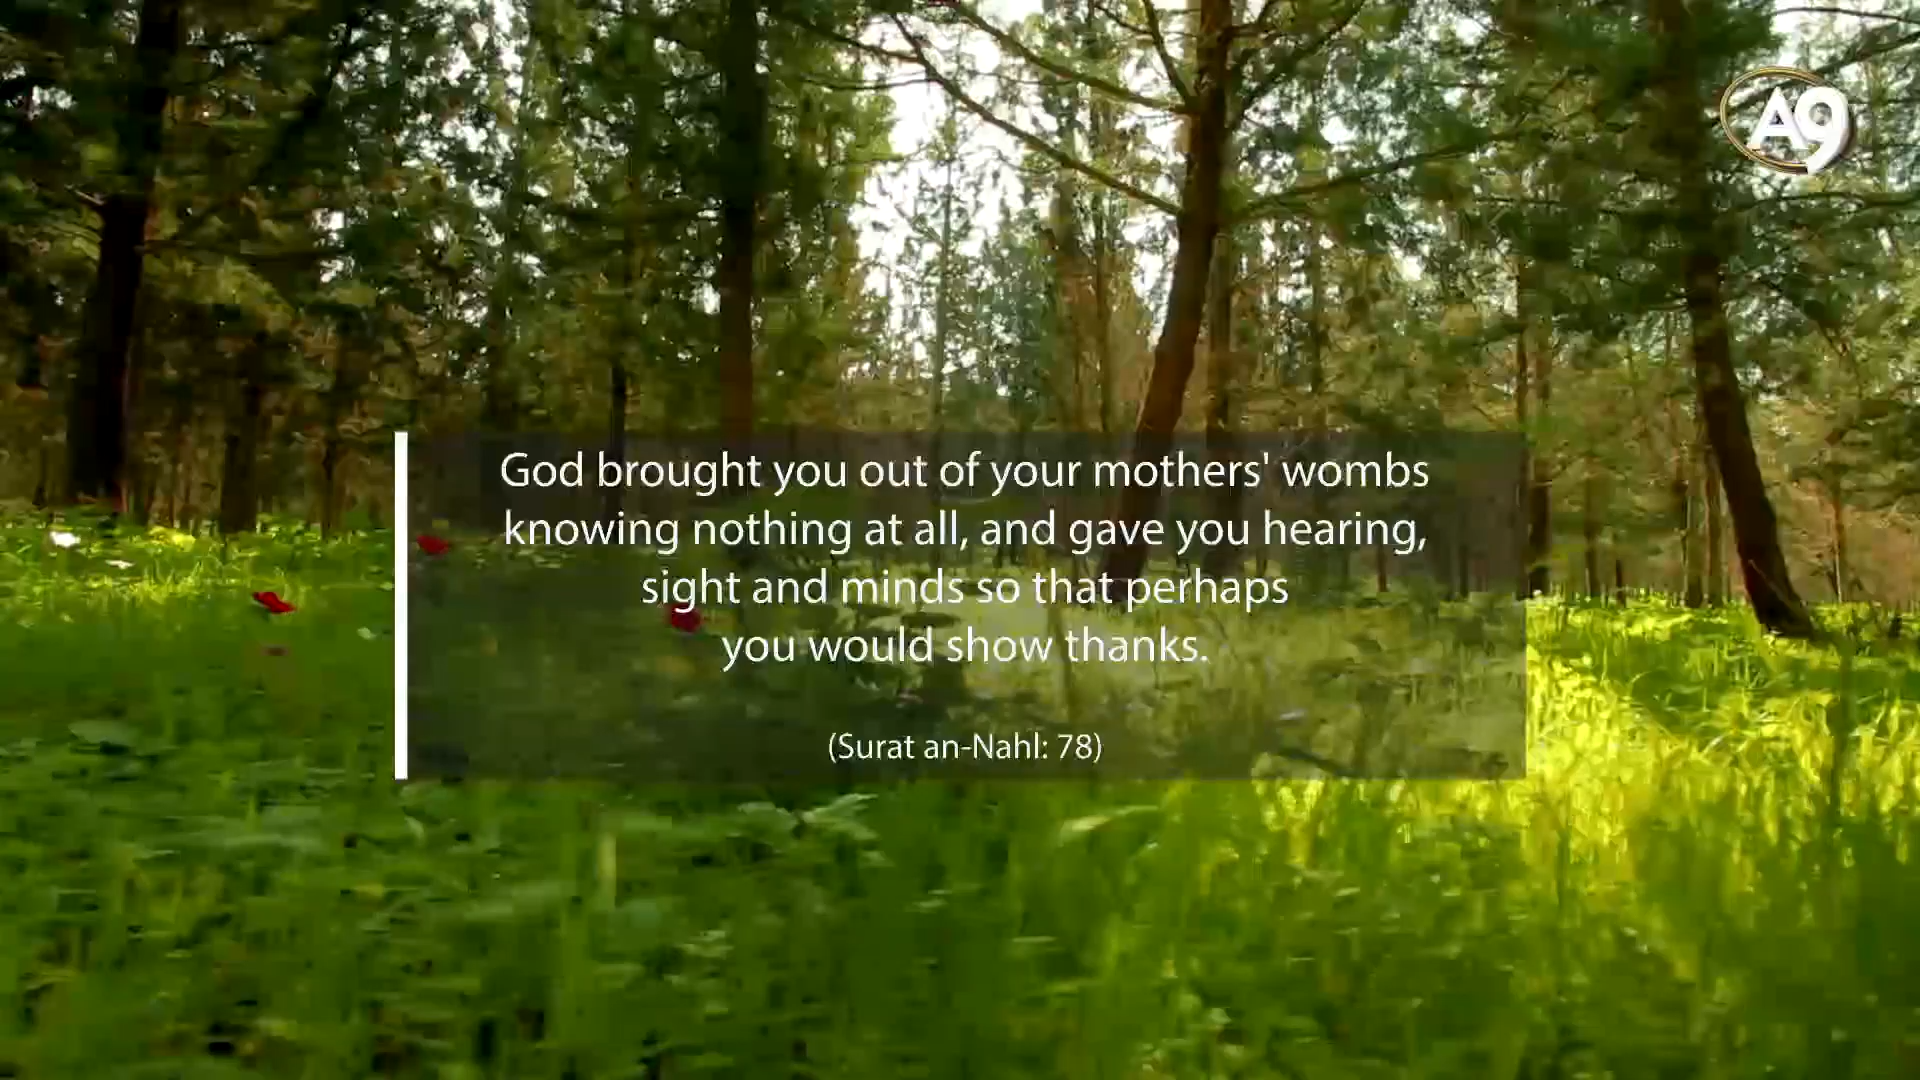 A9
God brought you out of your mothers' wombs
knowing nothing at all, and gave you hearing,
sight and minds so that perhaps
you would show thanks.
(Surat an-Nahl: 78)